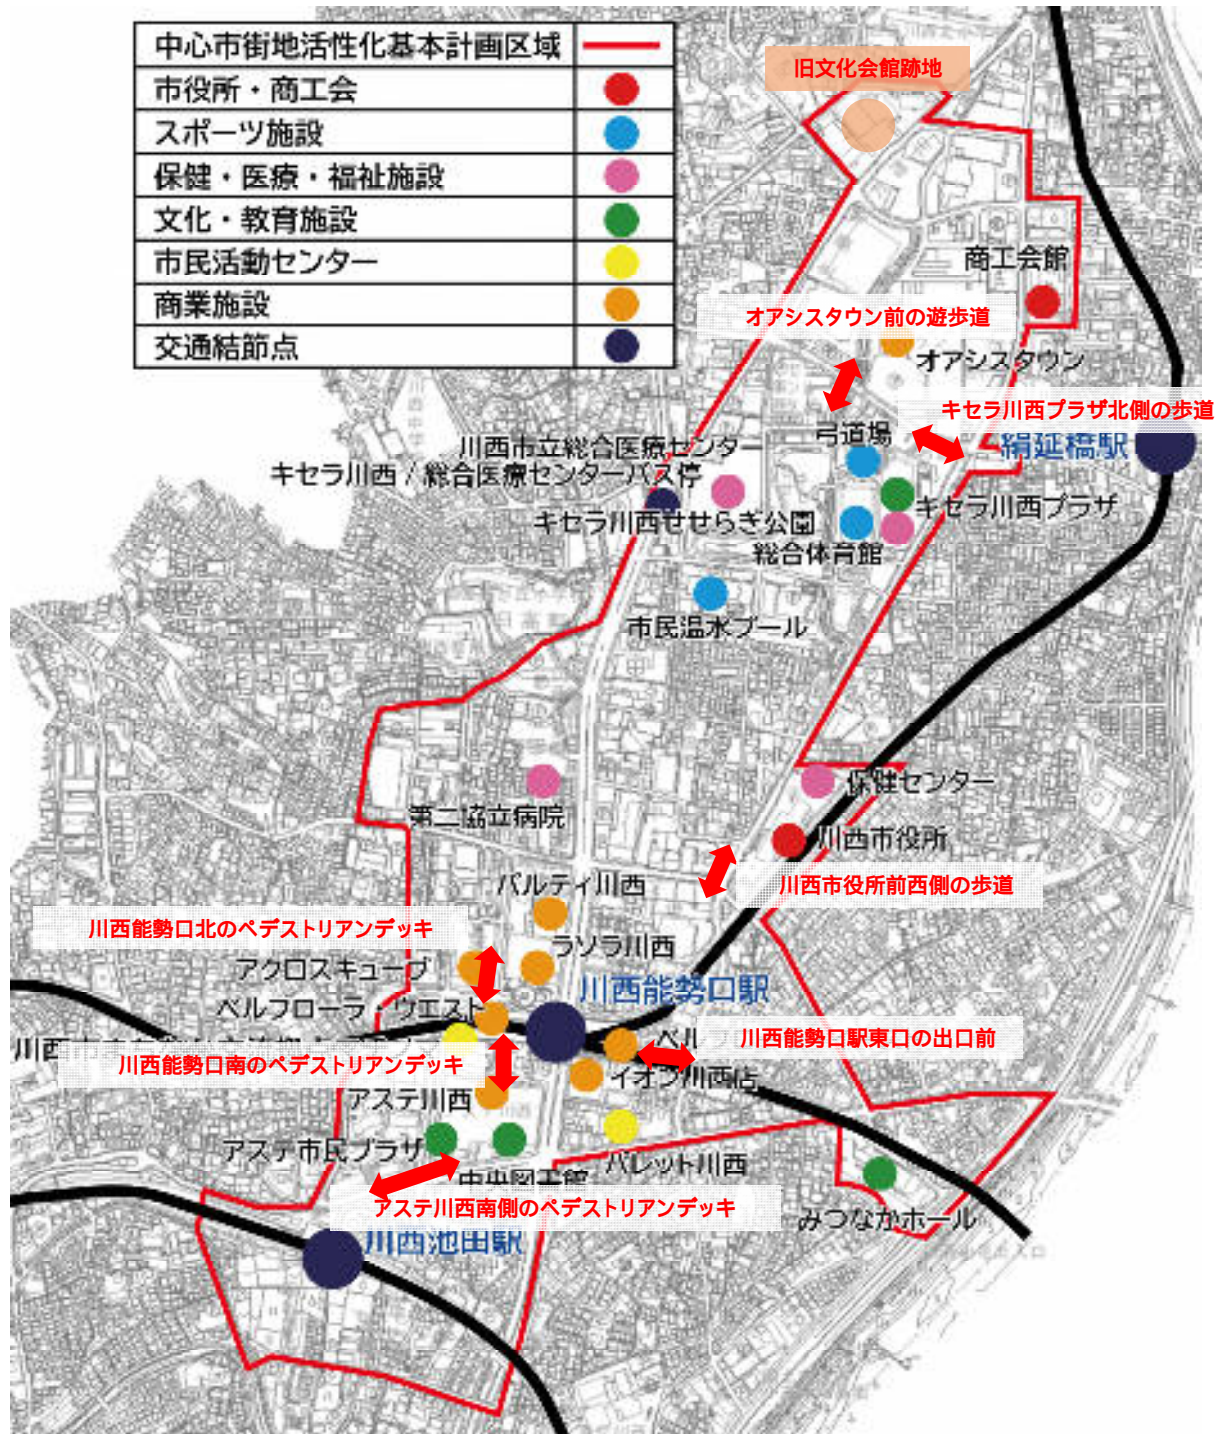 中心市街地活性化基本計画区域
市役所・商工会
スポーツ施設
保健・医療・福祉施設
文化・教育施設
市民活動センター
商業施設
交通結節点
旧文化会館跡地
商工会館
オアシスタウン前の遊歩道
オアシスタウン
キセラ川西プラザ北側の歩道
弓道場
絹延橋駅
川西市立総合医療センター
キセラ川西/総合医療センターバス停
キセラ川西プラザ
キセラ川西せせらぎ公園
総合体育館
市民温水プール
保健センター
第二協立病院
川西市役所
パルティ川西
川西市役所前西側の歩道
川西能勢口北のペデストリアンデッキ
ラソラ川西
アクロスキューブ
川西能勢口駅
ベルフローラ・ウエスト
川西能勢口駅東口の出口前
川西能勢口南のペデストリアンデッキ
イオン川西店
アステ川西
アステ市民プラザ
中央図書館
パレット川西
アステ川西南側のペデストリアンデッキ
みつなかホール
川西池田駅